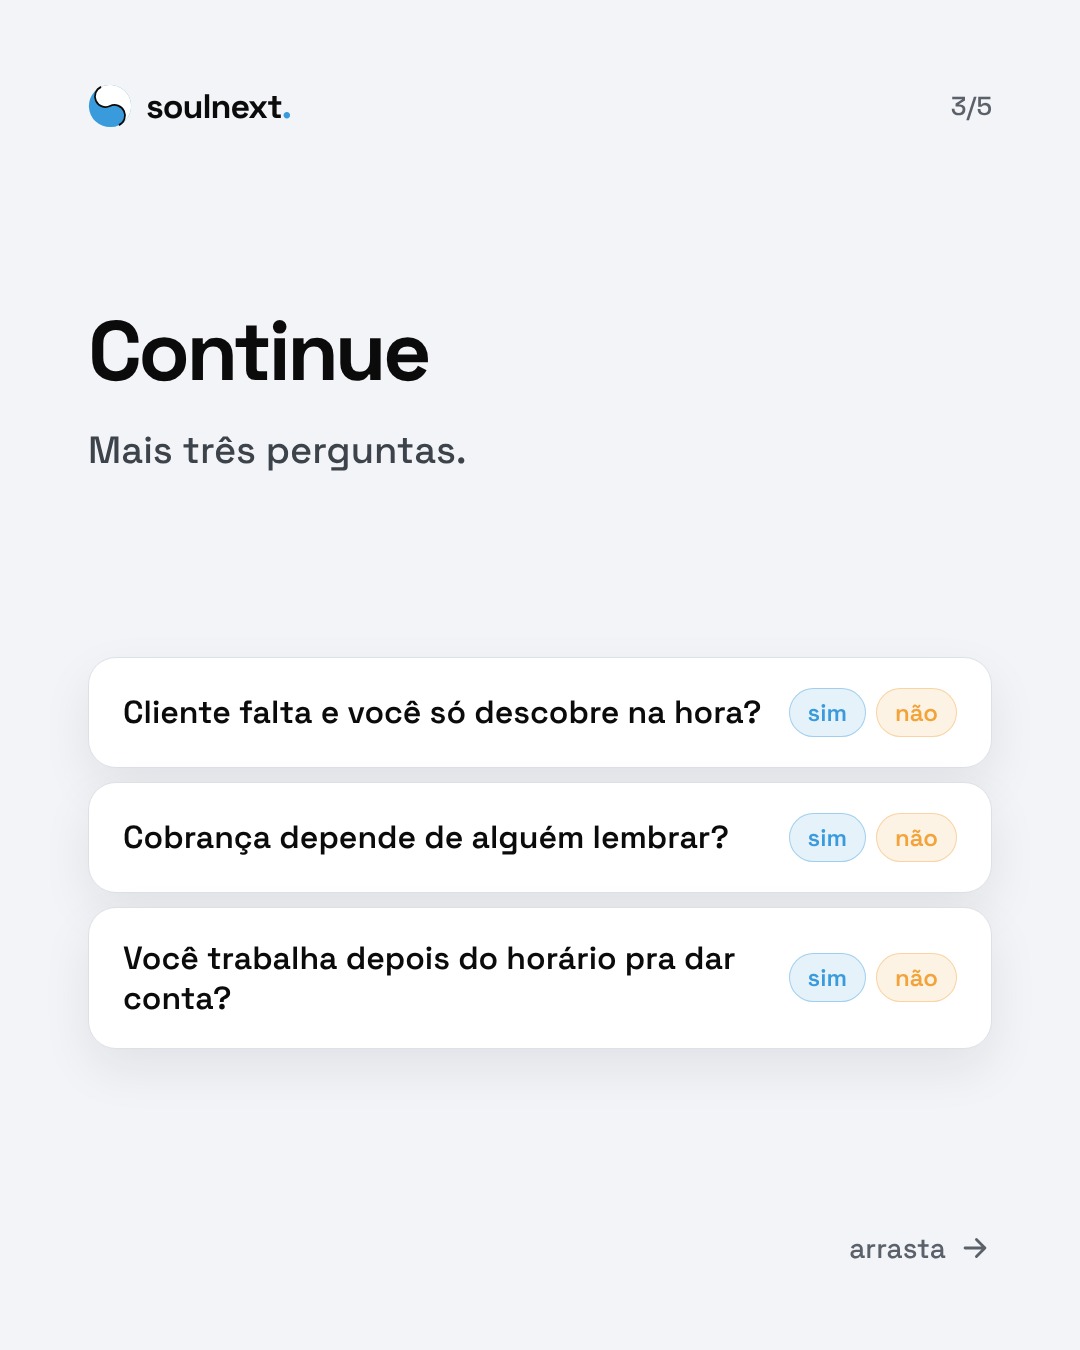 soulnext.
3/5
Continue
Mais três perguntas.
Cliente falta e você só descobre na hora?
sim não
Cobrança depende de alguém lembrar?
sim não
Você trabalha depois do horário pra dar
conta?
sim não
arrasta →